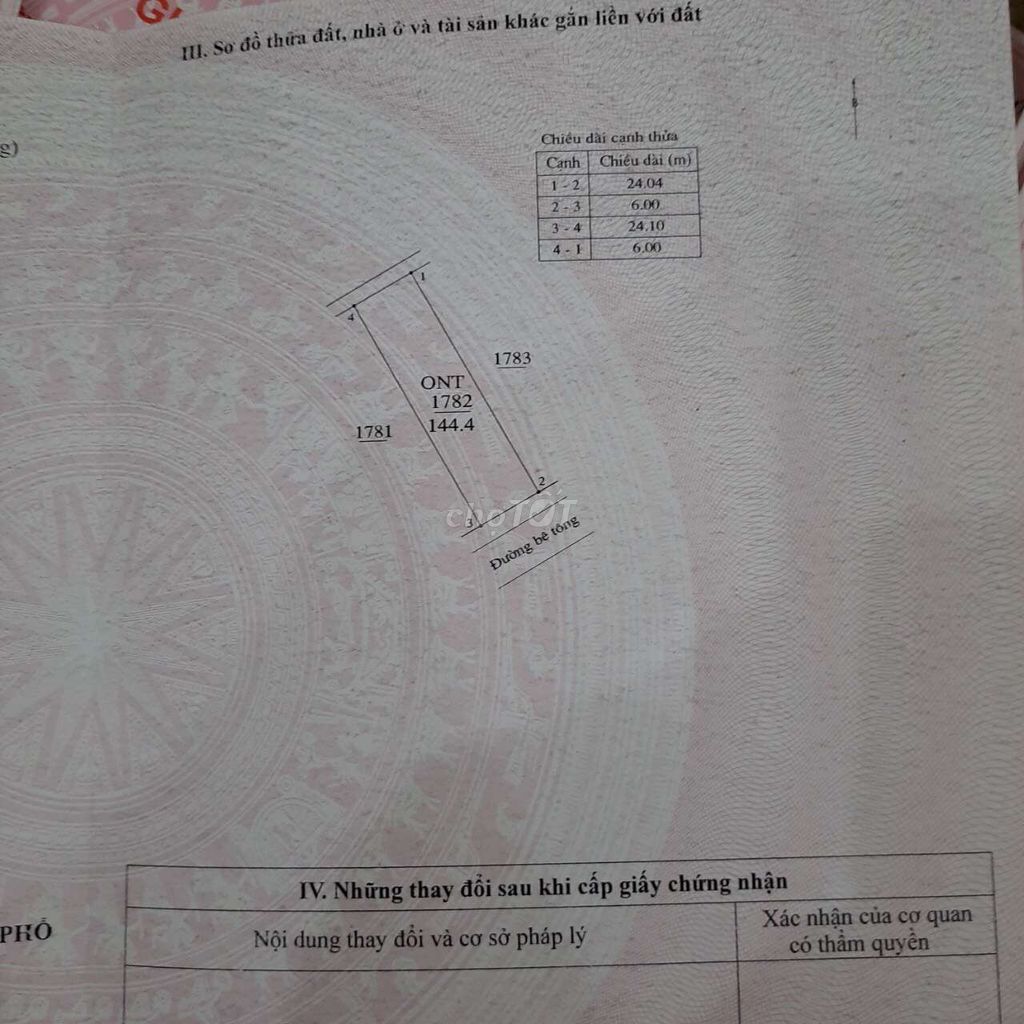 III. Sơ đồ thửa đất, nhà ở và tài sản khác gắn liền với đất
B
g)
Chiều dài cạnh thửa
Cạnh Chiều dài (m)
1 - 2 24.04
2 - 3 6.00
3 - 4 24.10
4 - 1 6.00
1
4
1783
ONT
1782
144.4
1781
2
3
chợTỐT
Đường bê tông
IV. Những thay đổi sau khi cấp giấy chứng nhận
PHỐ
Nội dung thay đổi và cơ sở pháp lý
Xác nhận của cơ quan
có thẩm quyền